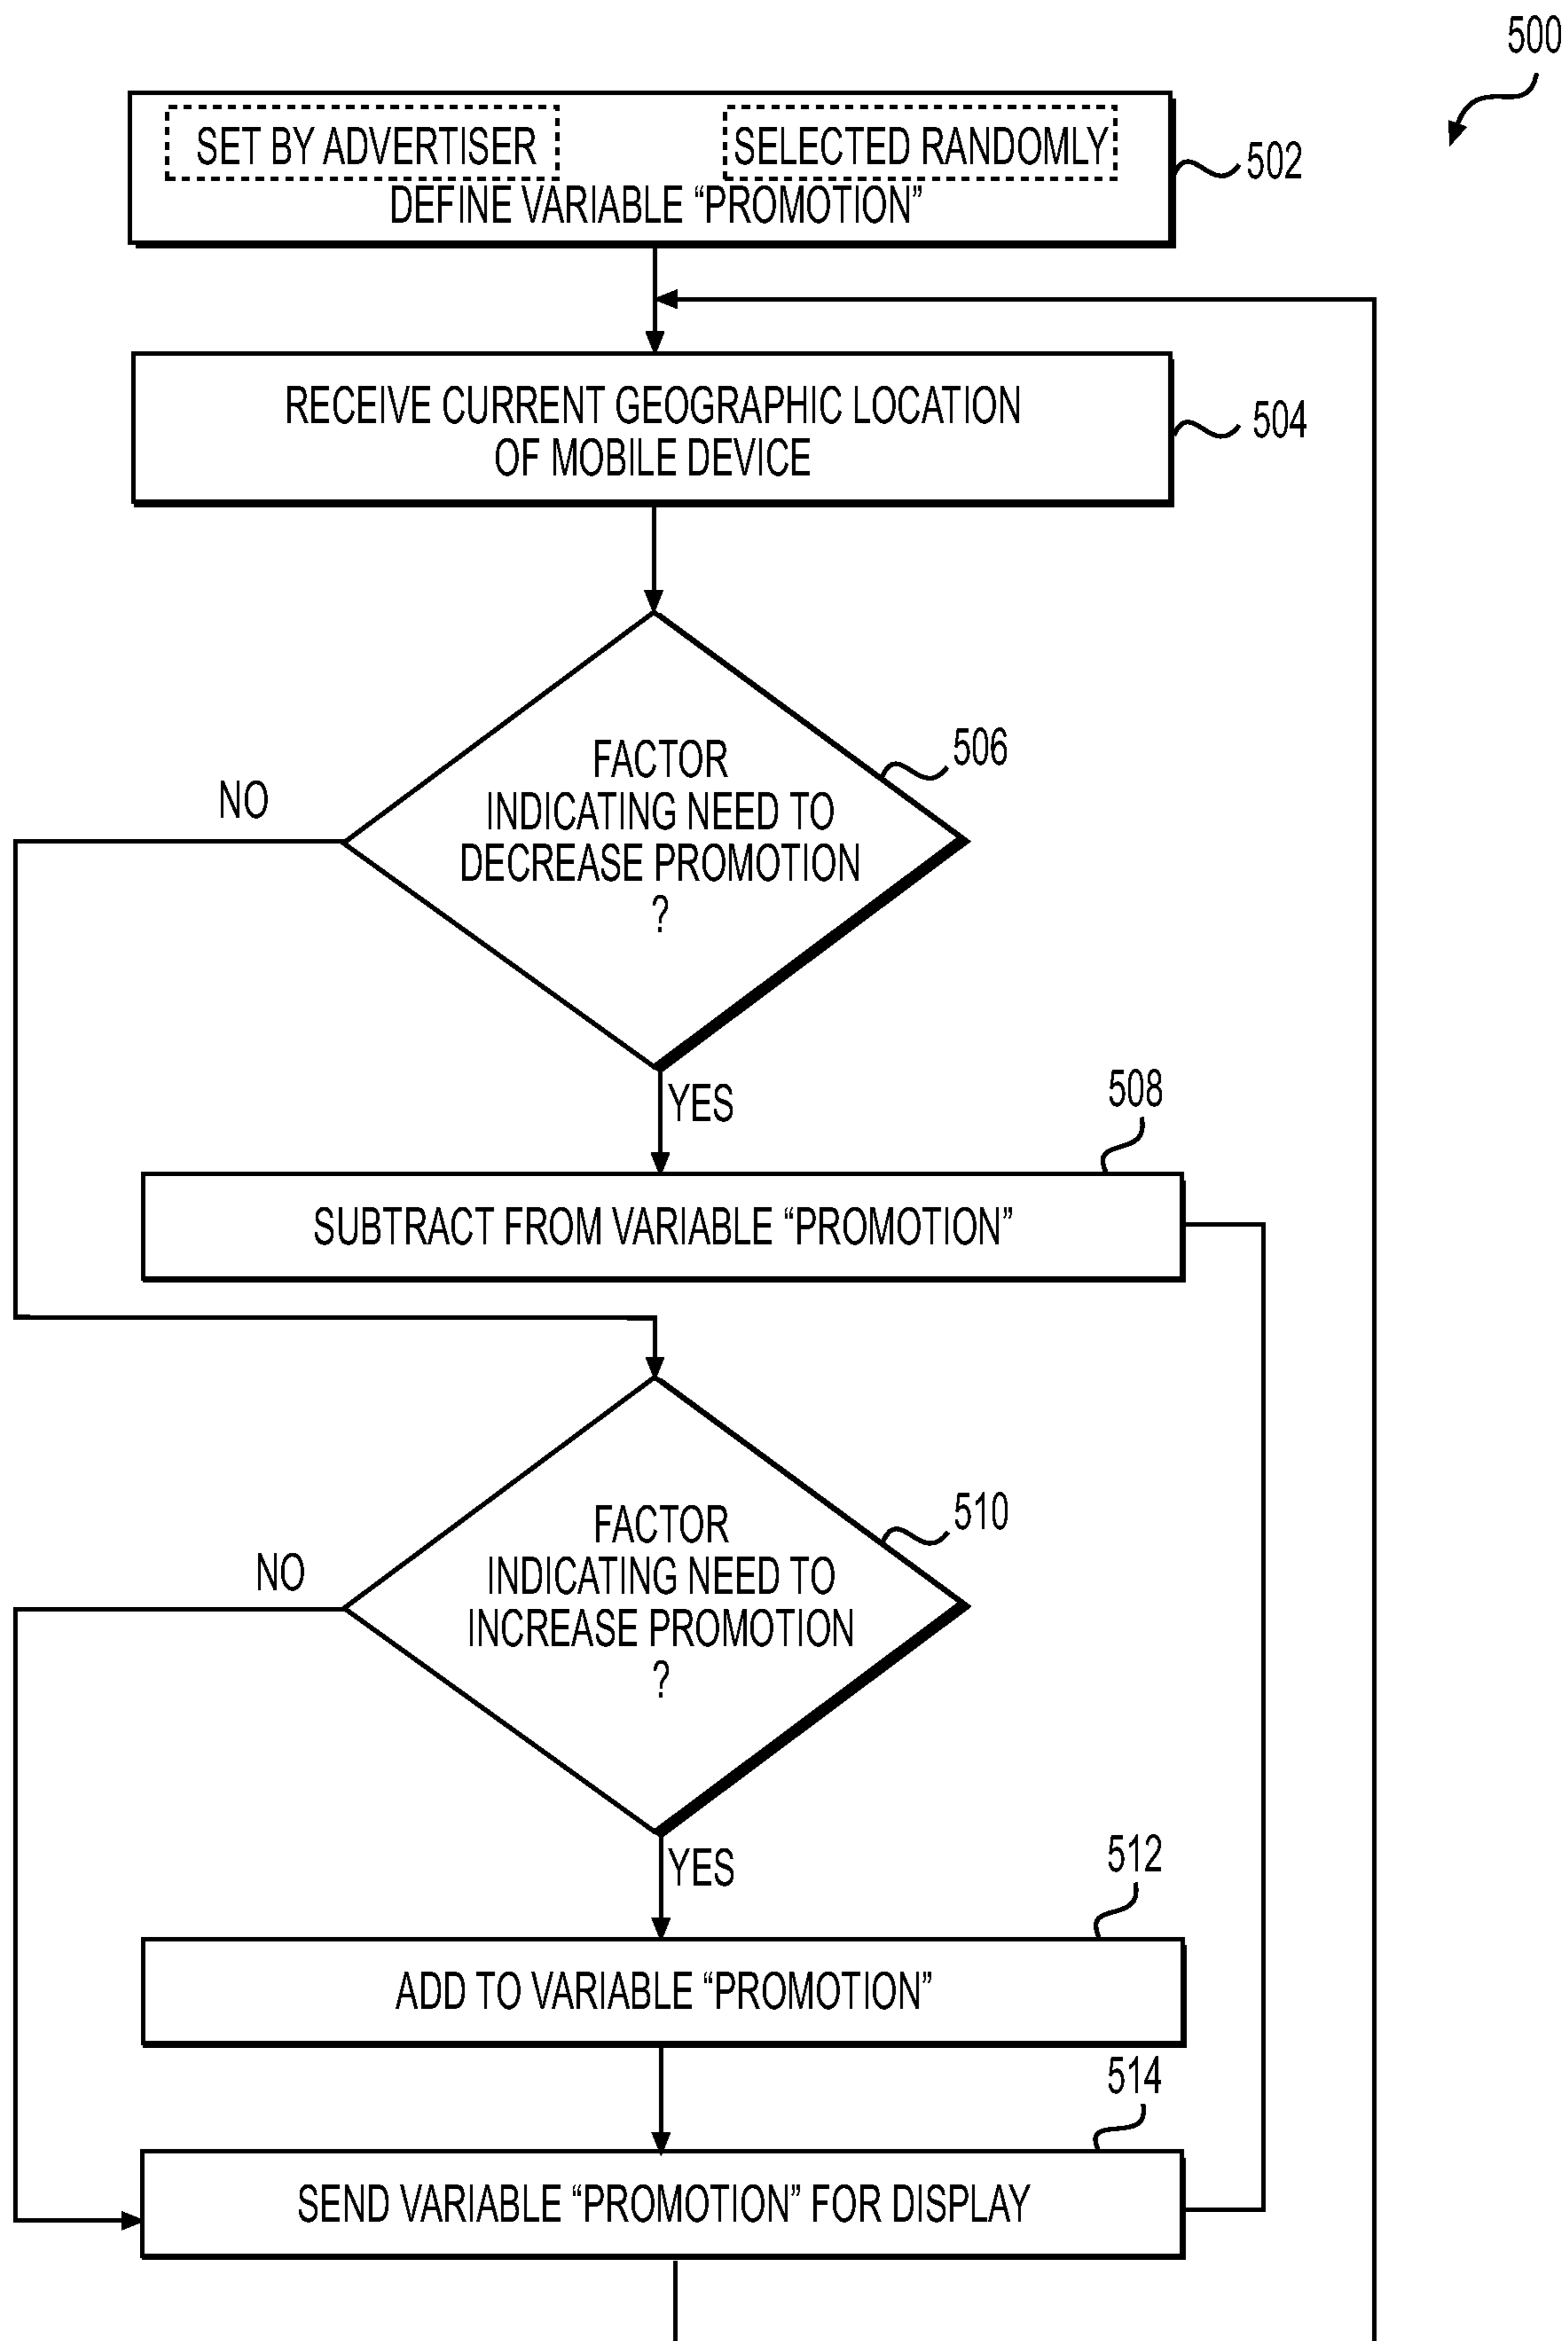 500
SET BY ADVERTISER
SELECTED RANDOMLY
DEFINE VARIABLE “PROMOTION”
502
RECEIVE CURRENT GEOGRAPHIC LOCATION
OF MOBILE DEVICE
504
FACTOR
INDICATING NEED TO
DECREASE PROMOTION
?
506
NO
YES
508
SUBTRACT FROM VARIABLE “PROMOTION”
FACTOR
INDICATING NEED TO
INCREASE PROMOTION
?
510
NO
YES
512
ADD TO VARIABLE “PROMOTION”
514
SEND VARIABLE “PROMOTION” FOR DISPLAY